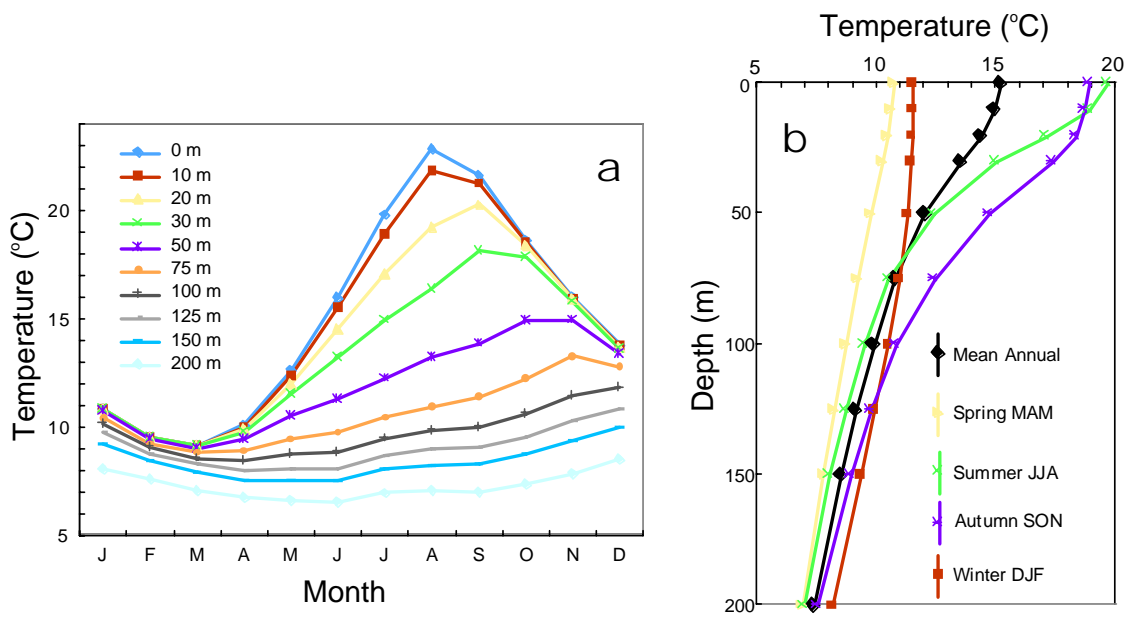 a
0 m
10 m
20 m
30 m
50 m
75 m
100 m
125 m
150 m
200 m
20
15
10
5
Temperature (°C)
J F M A M J J A S O N D
Month
Temperature (°C)
5 10 15 20
b
0
50
100
150
200
Depth (m)
Mean Annual
Spring MAM
Summer JJA
Autumn SON
Winter DJF